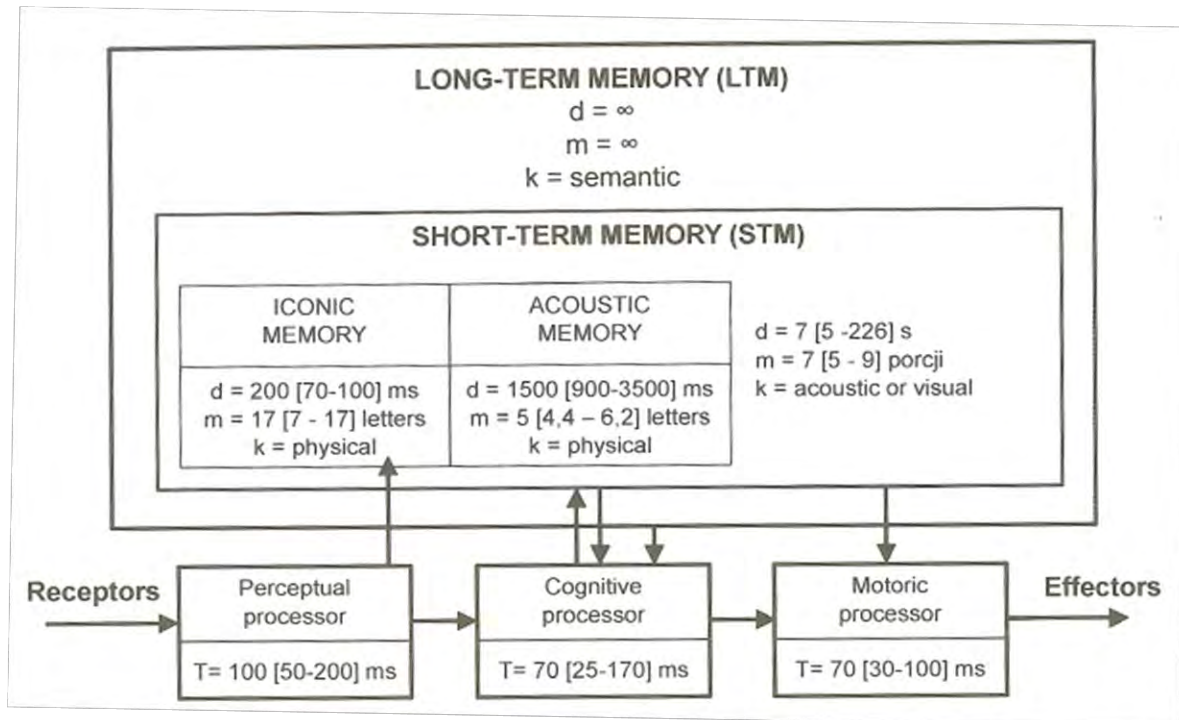 LONG-TERM MEMORY (LTM)
d = ∞
m = ∞
k = semantic
SHORT-TERM MEMORY (STM)
ICONIC
MEMORY
d = 200 [70-100] ms
m = 17 [7 - 17] letters
k = physical
ACOUSTIC
MEMORY
d = 1500 [900-3500] ms
m = 5 [4,4 – 6,2] letters
k = physical
d = 7 [5 -226] s
m = 7 [5 - 9] porcji
k = acoustic or visual
Receptors
Perceptual
processor
T= 100 [50-200] ms
Cognitive
processor
T= 70 [25-170] ms
Motoric
processor
T= 70 [30-100] ms
Effectors